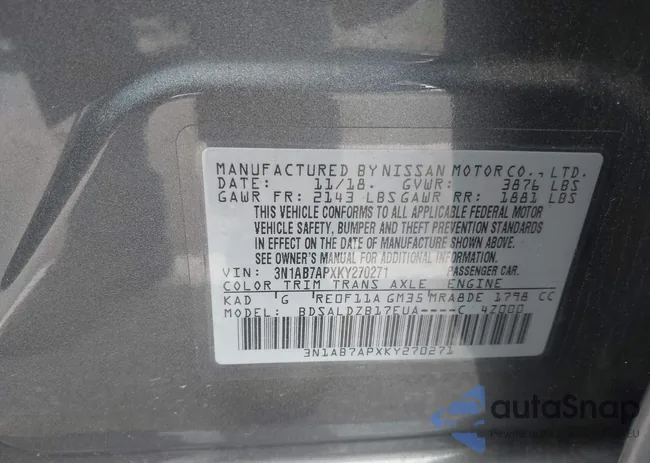 MANUFACTURED BY NISSAN MOTOR CO., LTD.
DATE: 11/18. GVWR: 3876 LBS
GAWR FR: 2143 LBS GAWR RR: 1881 LBS
THIS VEHICLE CONFORMS TO ALL APPLICABLE FEDERAL MOTOR
VEHICLE SAFETY, BUMPER AND THEFT PREVENTION STANDARDS
IN EFFECT ON THE DATE OF MANUFACTURE SHOWN ABOVE.
SEE OWNER'S MANUAL FOR ADDITIONAL INFORMATION.
VIN: 3N1AB7APXKY270271 PASSENGER CAR.
COLOR TRIM TRANS AXLE ENGINE
KAD G RE0F11A GM35 MRA8DE 1798 CC
MODEL: BDSALDZB17EUA----C 4Z000
3N1AB7APXKY270271
autoSnap